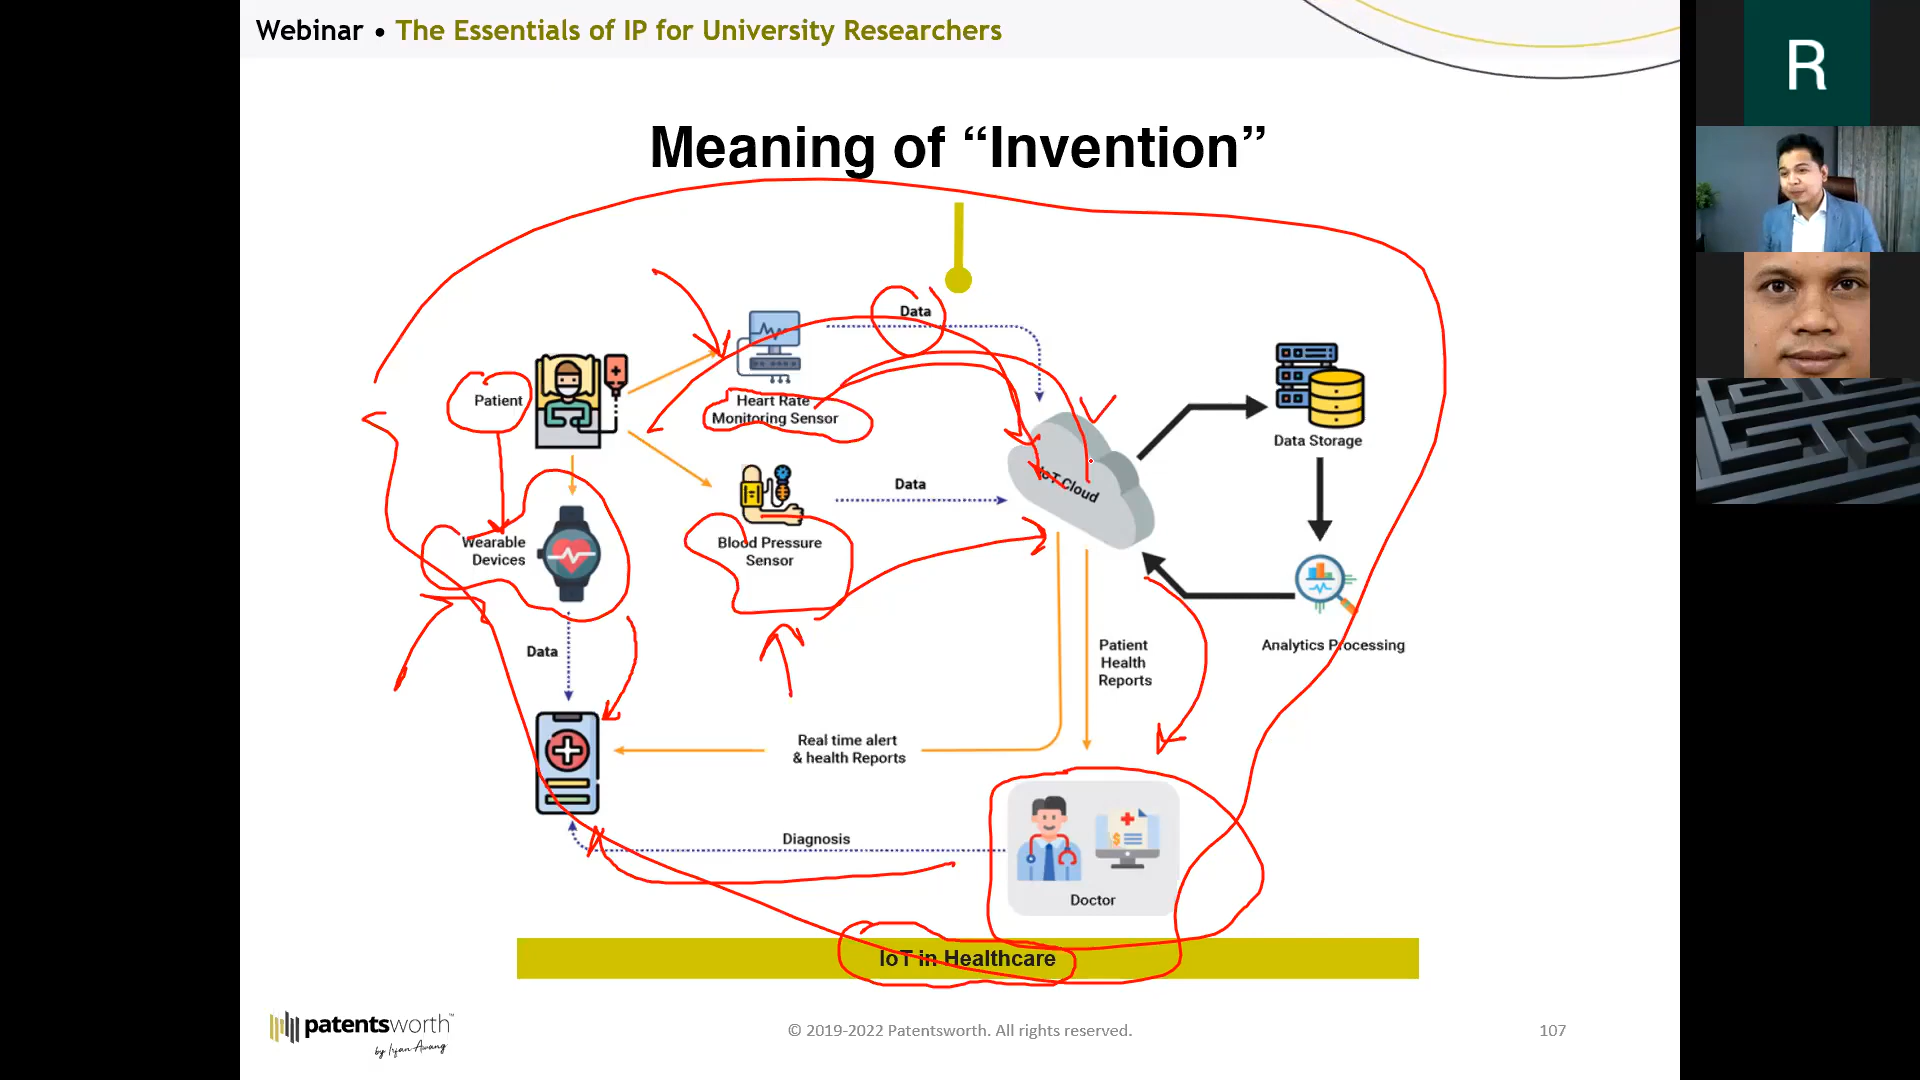 Webinar • The Essentials of IP for University Researchers
R
Meaning of “Invention”
Data
Patient
Heart Rate
Monitoring Sensor
Data Storage
IoT Cloud
Data
Wearable
Devices
Blood Pressure
Sensor
Data
Patient
Health
Reports
Analytics Processing
Real time alert
& health Reports
Diagnosis
Doctor
IoT in Healthcare
patentsworth™
by Irfan Awang
© 2019-2022 Patentsworth. All rights reserved.
107